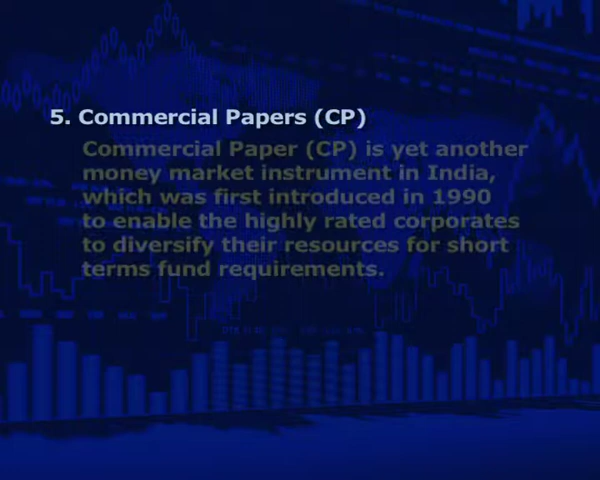 5. Commercial Papers (CP)
Commercial Paper (CP) is yet another
money market instrument in India,
which was first introduced in 1990
to enable the highly rated corporates
to diversify their resources for short
terms fund requirements.